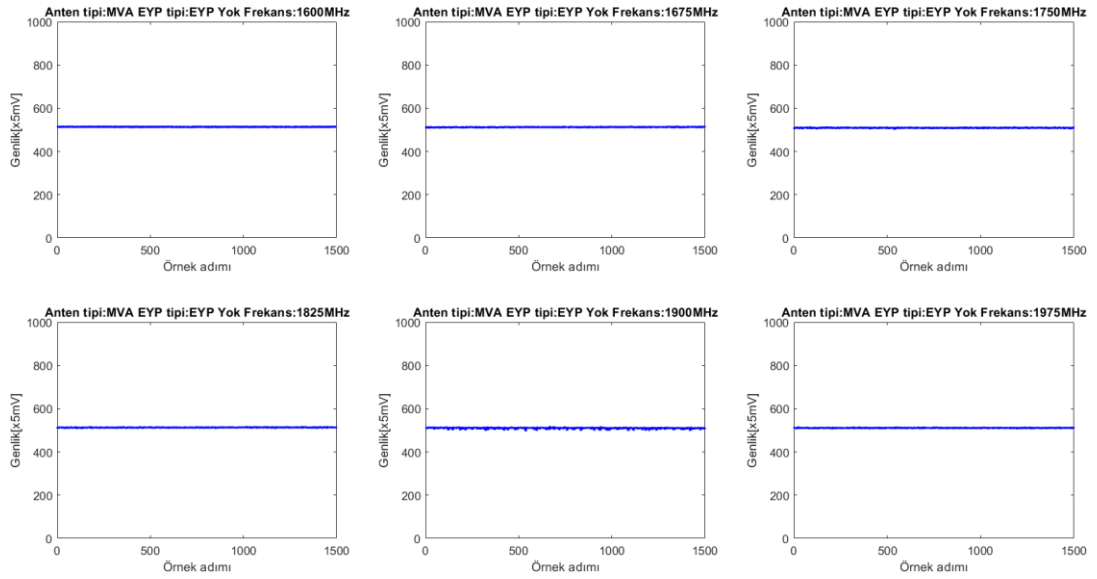 Anten tipi:MVA EYP tipi:EYP Yok Frekans:1600MHz
1000
800
600
400
200
0
Genlik[x5mV]
0 500 1000 1500
Örnek adımı
Anten tipi:MVA EYP tipi:EYP Yok Frekans:1675MHz
1000
800
600
400
200
0
Genlik[x5mV]
0 500 1000 1500
Örnek adımı
Anten tipi:MVA EYP tipi:EYP Yok Frekans:1750MHz
1000
800
600
400
200
0
Genlik[x5mV]
0 500 1000 1500
Örnek adımı
Anten tipi:MVA EYP tipi:EYP Yok Frekans:1825MHz
1000
800
600
400
200
0
Genlik[x5mV]
0 500 1000 1500
Örnek adımı
Anten tipi:MVA EYP tipi:EYP Yok Frekans:1900MHz
1000
800
600
400
200
0
Genlik[x5mV]
0 500 1000 1500
Örnek adımı
Anten tipi:MVA EYP tipi:EYP Yok Frekans:1975MHz
1000
800
600
400
200
0
Genlik[x5mV]
0 500 1000 1500
Örnek adımı